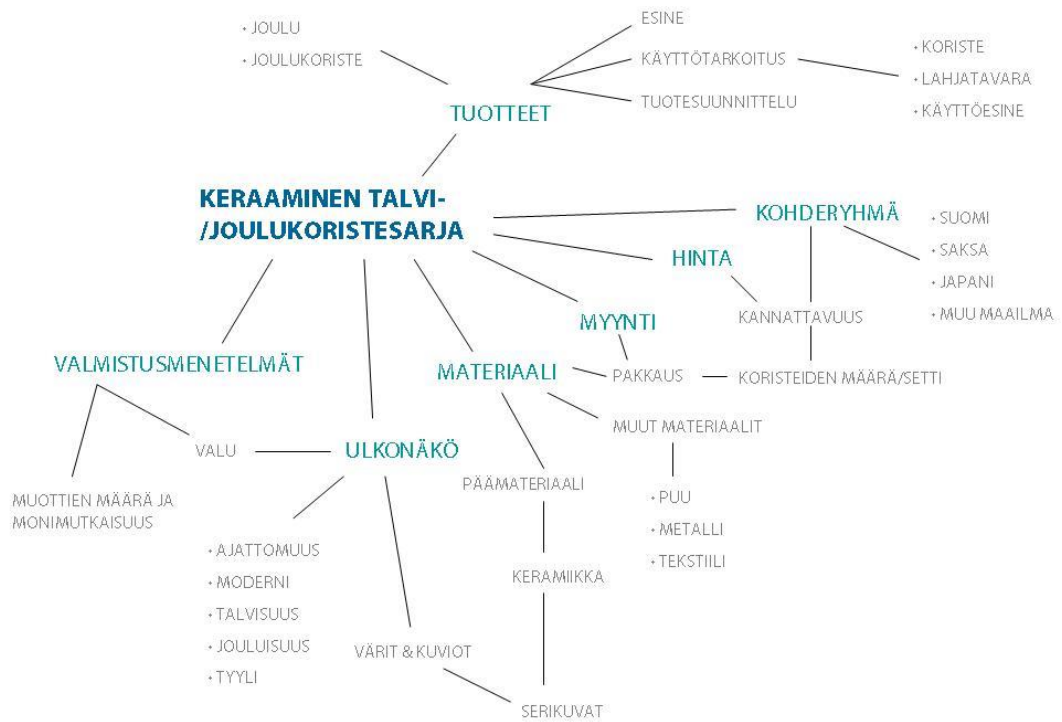 • JOULU
• JOULUKORISTE
ESINE
KÄYTTÖTARKOITUS
TUOTESUUNNITTELU
• KORISTE
• LAHJATAVARA
• KÄYTTÖESINE
TUOTTEET
KERAAMINEN TALVI-
/JOULUKORISTESARJA
KOHDERYHMÄ
• SUOMI
• SAKSA
• JAPANI
• MUU MAAILMA
HINTA
MYYNTI
KANNATTAVUUS
VALMISTUSMENETELMÄT
MATERIAALI
PAKKAUS
KORISTEIDEN MÄÄRÄ/SETTI
MUUT MATERIAALIT
VALU
ULKONÄKÖ
PÄÄMATERIAALI
MUOTTIEN MÄÄRÄ JA
MONIMUTKAISUUS
• PUU
• METALLI
• TEKSTIILI
• AJATTOMUUS
• MODERNI
• TALVISUUS
• JOULUISUUS
• TYYLI
KERAMIIKKA
VÄRIT & KUVIOT
SERIKUVAT